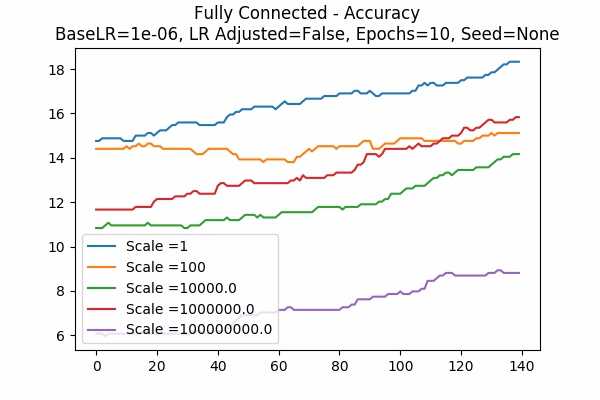 Fully Connected - Accuracy
BaseLR=1e-06, LR Adjusted=False, Epochs=10, Seed=None
18
16
14
12
10
8
6
Scale =1
Scale =100
Scale =10000.0
Scale =1000000.0
Scale =100000000.0
0 20 40 60 80 100 120 140